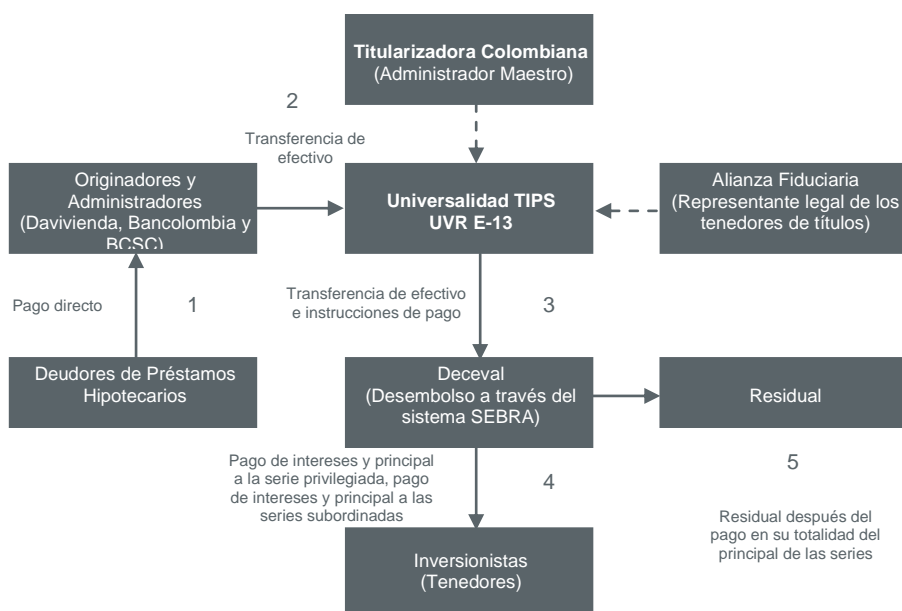 Titularizadora Colombiana
(Administrador Maestro)
2
Transferencia de
efectivo
Originadores y
Administradores
(Davivienda, Bancolombia y
BCSC)
Universalidad TIPS
UVR E-13
Alianza Fiduciaria
(Representante legal de los
tenedores de títulos)
Pago directo
1
Transferencia de efectivo
e instrucciones de pago
3
Deudores de Préstamos
Hipotecarios
Deceval
(Desembolso a través del
sistema SEBRA)
Residual
Pago de intereses y principal
a la serie privilegiada, pago
de intereses y principal a las
series subordinadas
4
5
Residual después del
pago en su totalidad del
principal de las series
Inversionistas
(Tenedores)